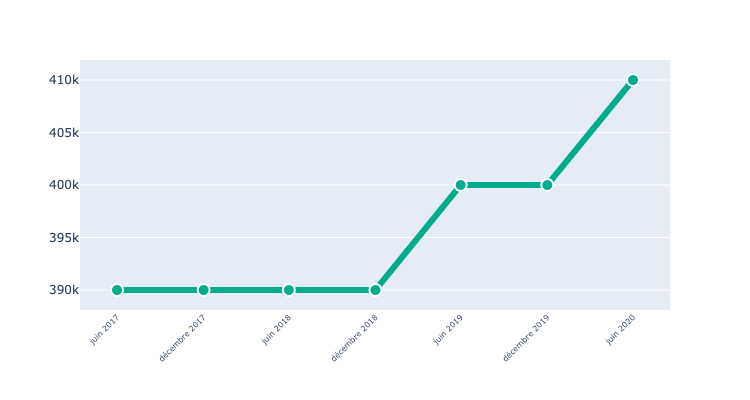 410k
405k
400k
395k
390k
juin 2017
décembre 2017
juin 2018
décembre 2018
juin 2019
décembre 2019
juin 2020